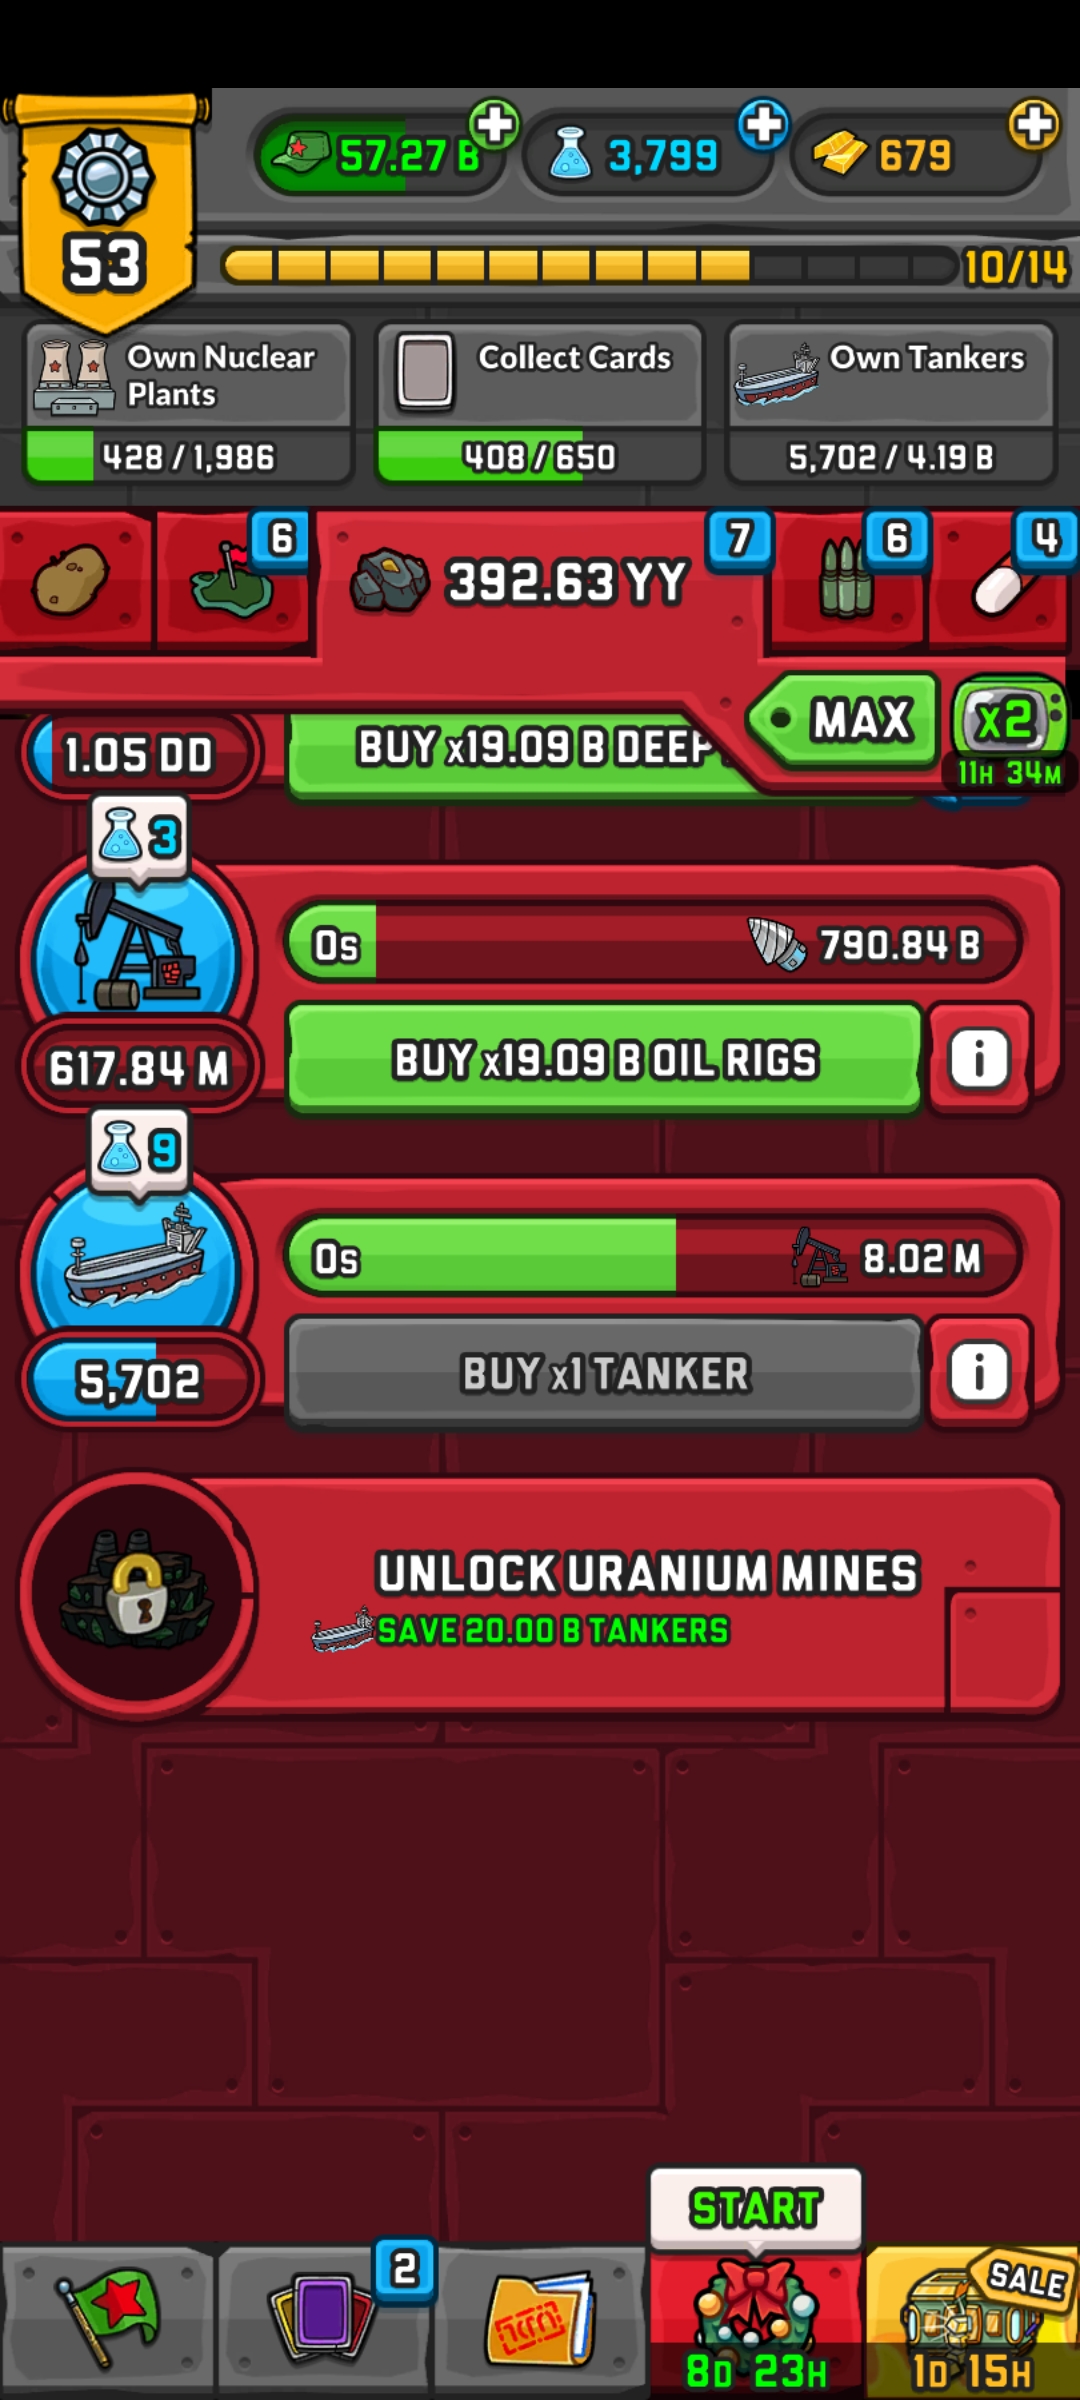 57.27 B
3,799
679
53
10/14
Own Nuclear
Plants
428 / 1,986
Collect Cards
408 / 650
Own Tankers
5,702 / 4.19 B
6
392.63 YY
7
6
4
MAX
x2
11H 34M
1.05 DD
BUY x19.09 B DEEP
3
0s
790.84 B
617.84 M
BUY x19.09 B OIL RIGS
i
9
0s
8.02 M
5,702
BUY x1 TANKER
i
UNLOCK URANIUM MINES
SAVE 20.00 B TANKERS
START
2
SALE
8D 23H
1D 15H